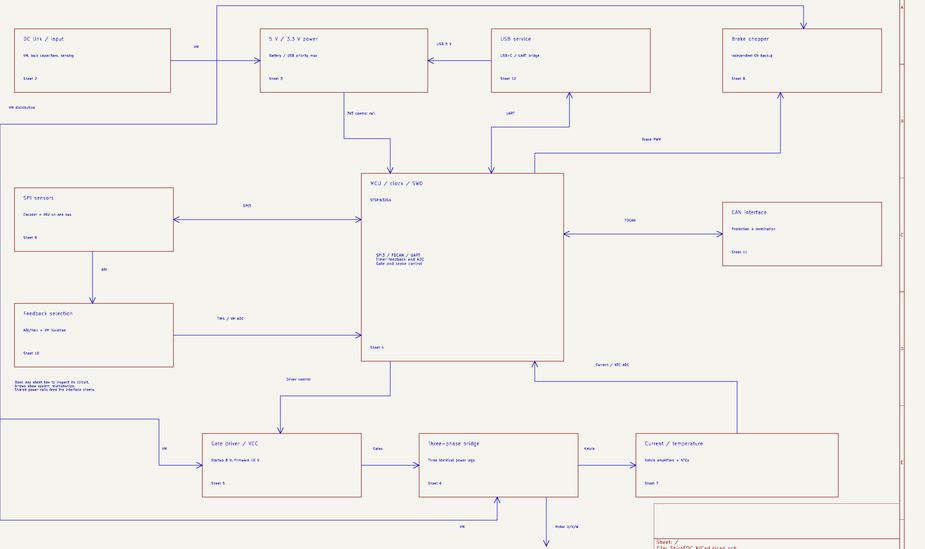 DC link / input
VM, bulk capacitors, sensing
Sheet 2
VM
5 V / 3.3 V power
Battery / USB priority mux
Sheet 3
USB 5 V
USB service
USB-C / UART bridge
Sheet 12
Brake chopper
Independent OV backup
Sheet 8
A
VM distribution
3V3 control rail
UART
Brake PWM
B
SPI sensors
Encoder + IMU on one bus
Sheet 9
SPI3
MCU / clock / SWD
SPI3 / FDCAN / UART
Timer feedback and ADC
Gate and brake control
Sheet 4
FDCAN
CAN interface
Protection + termination
Sheet 11
C
ABI
Feedback selection
ABI/Hall + VM isolation
Sheet 10
TIM4 / VM ADC
D
Open any sheet box to inspect its circuit.
Arrows show system relationships.
Shared power rails feed the interface sheets.
Driver control
Current / NTC ADC
VM
Gate driver / VCC
Startup 8 V; firmware 10 V
Sheet 5
Gates
Three-phase bridge
Three identical power legs
Sheet 6
Kelvin
Current / temperature
Kelvin amplifiers + NTCs
Sheet 7
E
VM
Motor U/V/W
Sheet: /